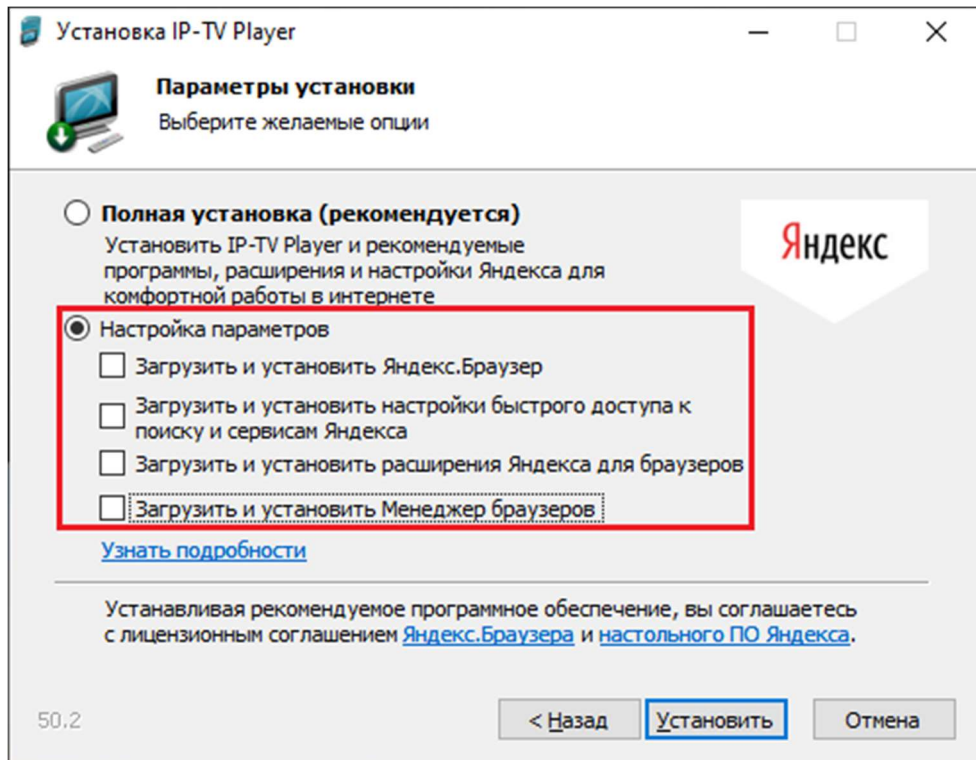 Установка IP-TV Player
Параметры установки
Выберите желаемые опции
Полная установка (рекомендуется)
Установить IP-TV Player и рекомендуемые
программы, расширения и настройки Яндекса для
комфортной работы в интернете
Яндекс
Настройка параметров
Загрузить и установить Яндекс.Браузер
Загрузить и установить настройки быстрого доступа к
поиску и сервисам Яндекса
Загрузить и установить расширения Яндекса для браузеров
Загрузить и установить Менеджер браузеров
Узнать подробности
Устанавливая рекомендуемое программное обеспечение, вы соглашаетесь
с лицензионным соглашением Яндекс.Браузера и настольного ПО Яндекса.
50.2
< Назад
Установить
Отмена